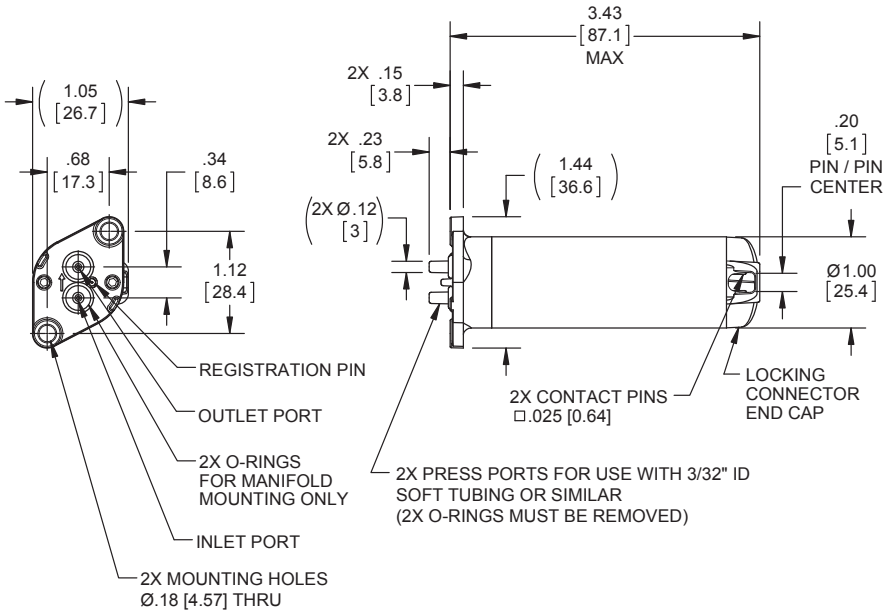 3.43
[87.1]
MAX
2X .15
[3.8]
2X .23
[5.8]
(2X Ø.12)
[3]
(1.44)
[36.6]
.20
[5.1]
PIN / PIN
CENTER
(1.05)
[26.7]
.68
[17.3]
.34
[8.6]
1.12
[28.4]
Ø1.00
[25.4]
REGISTRATION PIN
OUTLET PORT
2X O-RINGS
FOR MANIFOLD
MOUNTING ONLY
INLET PORT
2X MOUNTING HOLES
Ø.18 [4.57] THRU
2X CONTACT PINS
□.025 [0.64]
LOCKING
CONNECTOR
END CAP
2X PRESS PORTS FOR USE WITH 3/32" ID
SOFT TUBING OR SIMILAR
(2X O-RINGS MUST BE REMOVED)